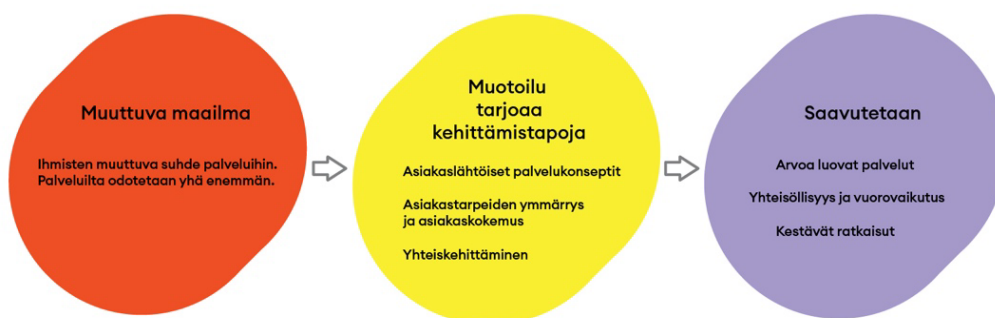 Muuttuva maailma
Ihmisten muuttuva suhde palveluihin.
Palveluilta odotetaan yhä enemmän.
Muotoilu
tarjoaa
kehittämistapoja
Asiakaslähtöiset palvelukonseptit
Asiakastarpeiden ymmärrys
ja asiakaskokemus
Yhteiskehittäminen
Saavutetaan
Arvoa luovat palvelut
Yhteisöllisyys ja vuorovaikutus
Kestävät ratkaisut